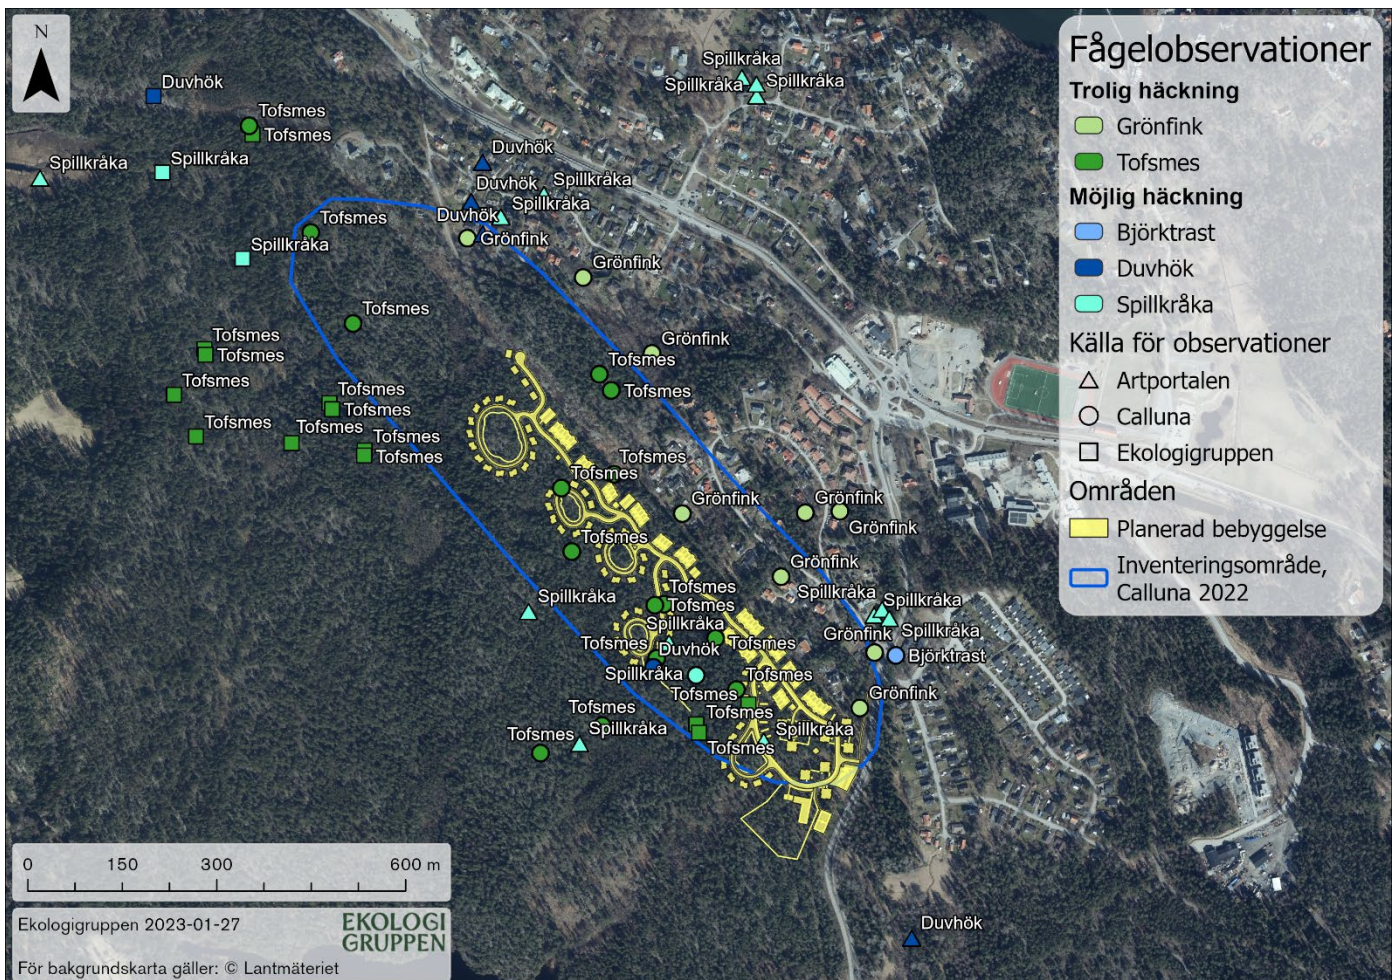 N
Duvhök
Tofsmes
Tofsmes
Spillkråka
Spillkråka
Spillkråka
Spillkråka
Spillkråka
Duvhök
Duvhök
Spillkråka
Spillkråka
Duvhök
Grönfink
Tofsmes
Spillkråka
Grönfink
Tofsmes
Grönfink
Tofsmes
Tofsmes
Tofsmes
Tofsmes
Tofsmes
Tofsmes
Tofsmes
Tofsmes
Tofsmes
Tofsmes
Tofsmes
Tofsmes
Tofsmes
Grönfink
Grönfink
Grönfink
Tofsmes
Grönfink
Spillkråka
Tofsmes
Tofsmes
Spillkråka
Spillkråka
Spillkråka
Spillkråka
Grönfink
Tofsmes
Duvhök
Tofsmes
Björktrast
Spillkråka
Tofsmes
Tofsmes
Grönfink
Tofsmes
Tofsmes
Spillkråka
Tofsmes
Tofsmes
Spillkråka
Duvhök
Fågelobservationer
Trolig häckning
Grönfink
Tofsmes
Möjlig häckning
Björktrast
Duvhök
Spillkråka
Källa för observationer
Artportalen
Calluna
Ekologigruppen
Områden
Planerad bebyggelse
Inventeringsområde,
Calluna 2022
0 150 300 600 m
Ekologigruppen 2023-01-27
EKOLOGI
GRUPPEN
För bakgrundskarta gäller: © Lantmäteriet